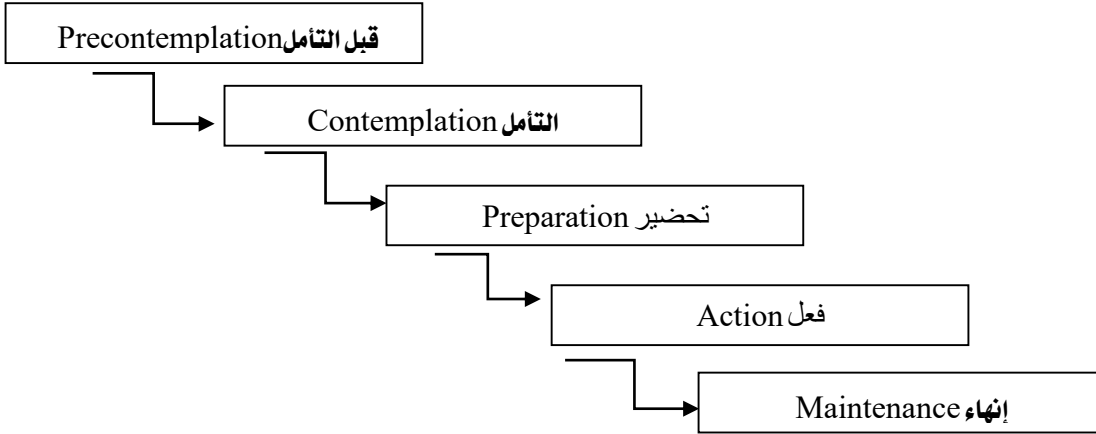 قبل التأمل Precontemplation
التأمل Contemplation
تحضير Preparation
فعل Action
إنهاء Maintenance